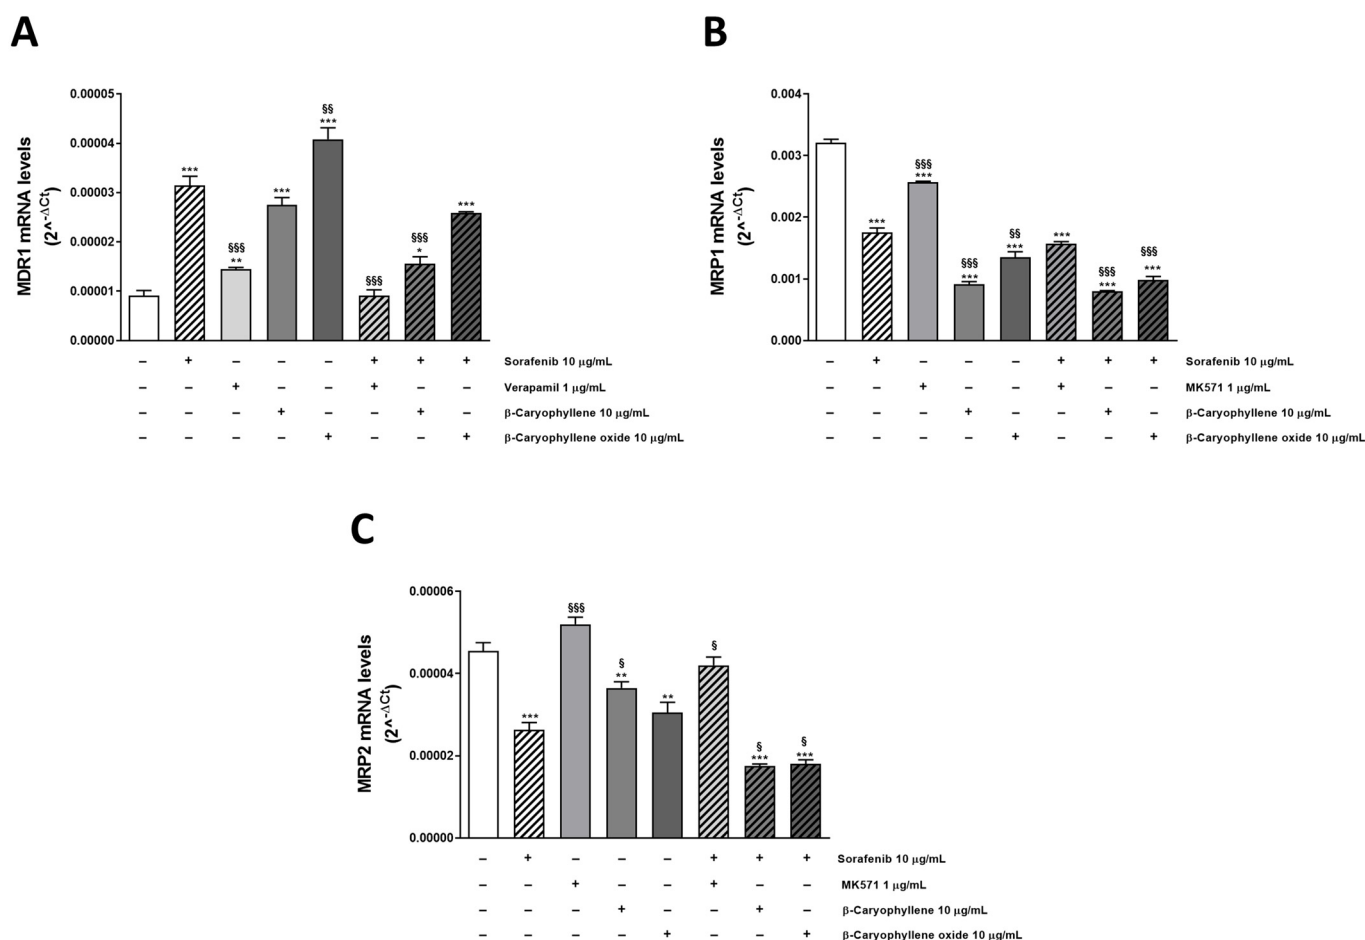 A
MDR1 mRNA levels
(2^-ΔCt)
0.00005
0.00004
0.00003
0.00002
0.00001
0.00000
***
§§§
**
***
§§
***
§§§
§§§
*
***
– + – – – + + + Sorafenib 10 µg/mL
– – + – – + – – Verapamil 1 µg/mL
– – – + – – + – β-Caryophyllene 10 µg/mL
– – – – + – – + β-Caryophyllene oxide 10 µg/mL
B
MRP1 mRNA levels
(2^-ΔCt)
0.004
0.003
0.002
0.001
0.000
***
§§§
***
§§§
***
§§
***
***
§§§
***
§§§
***
– + – – – + + + Sorafenib 10 µg/mL
– – + – – + – – MK571 1 µg/mL
– – – + – – + – β-Caryophyllene 10 µg/mL
– – – – + – – + β-Caryophyllene oxide 10 µg/mL
C
MRP2 mRNA levels
(2^-ΔCt)
0.00006
0.00004
0.00002
0.00000
***
§§§
§
**
**
§
§
***
§
***
– + – – – + + + Sorafenib 10 µg/mL
– – + – – + – – MK571 1 µg/mL
– – – + – – + – β-Caryophyllene 10 µg/mL
– – – – + – – + β-Caryophyllene oxide 10 µg/mL